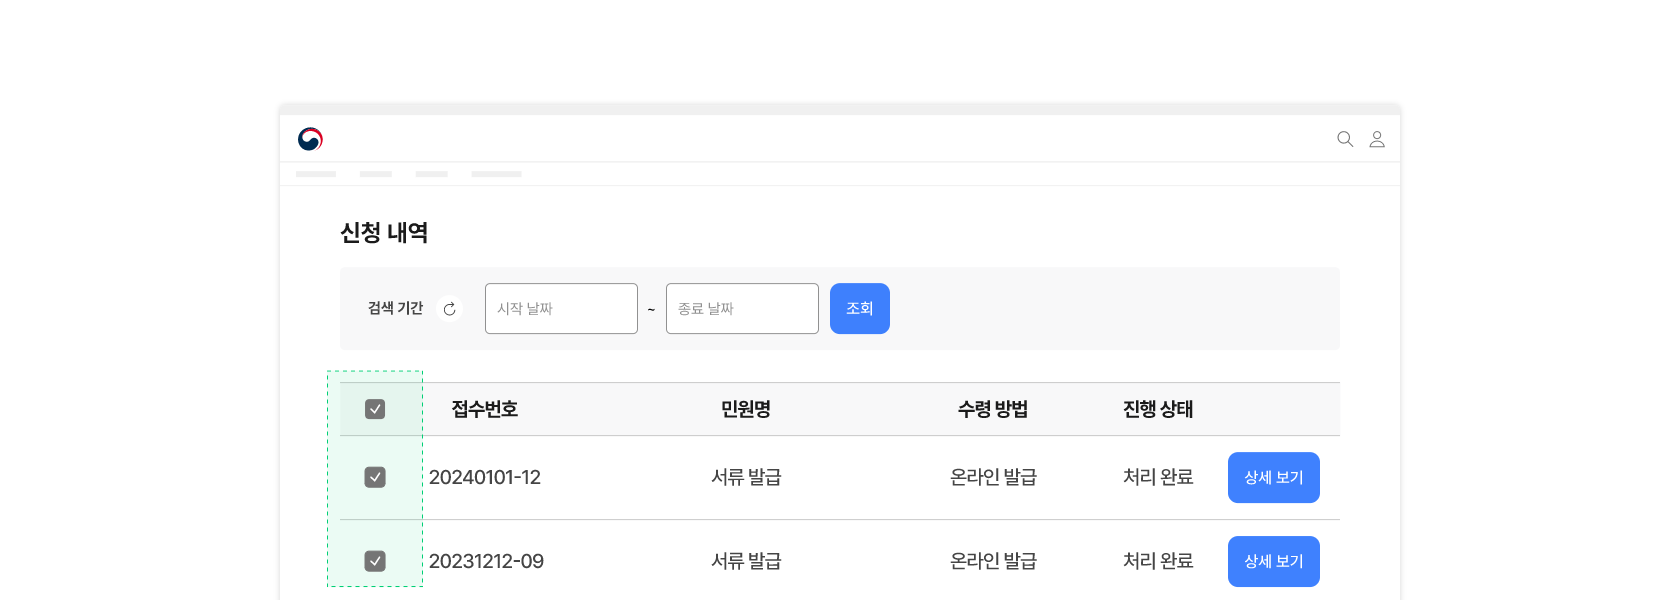 신청 내역
검색 기간 시작 날짜 ~ 종료 날짜 조회
접수번호 민원명 수령 방법 진행 상태
20240101-12 서류 발급 온라인 발급 처리 완료 상세 보기
20231212-09 서류 발급 온라인 발급 처리 완료 상세 보기